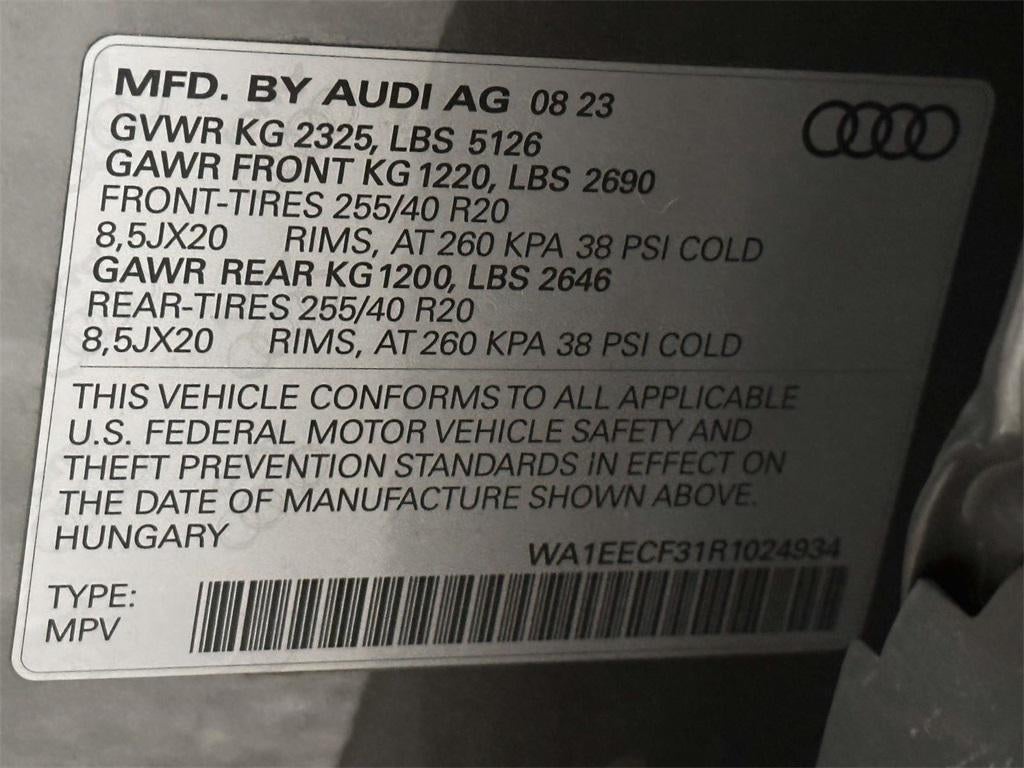 MFD. BY AUDI AG 08 23
GVWR KG 2325, LBS 5126
GAWR FRONT KG 1220, LBS 2690
FRONT-TIRES 255/40 R20
8,5JX20 RIMS, AT 260 KPA 38 PSI COLD
GAWR REAR KG 1200, LBS 2646
REAR-TIRES 255/40 R20
8,5JX20 RIMS, AT 260 KPA 38 PSI COLD
THIS VEHICLE CONFORMS TO ALL APPLICABLE
U.S. FEDERAL MOTOR VEHICLE SAFETY AND
THEFT PREVENTION STANDARDS IN EFFECT ON
THE DATE OF MANUFACTURE SHOWN ABOVE.
HUNGARY
WA1EECF31R1024934
TYPE:
MPV